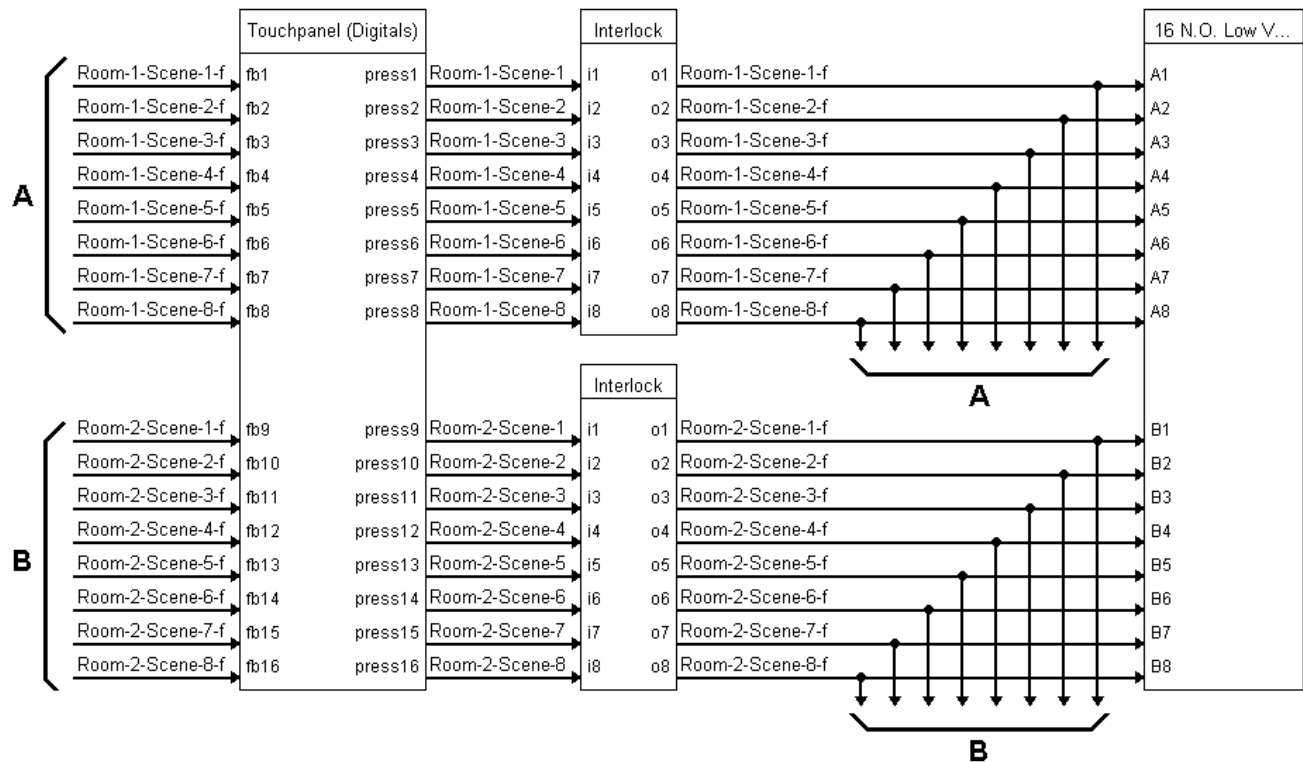 Touchpanel (Digitals) Interlock 16 N.O. Low V...
Room-1-Scene-1-f fb1 press1 Room-1-Scene-1 i1 o1 Room-1-Scene-1-f A1
Room-1-Scene-2-f fb2 press2 Room-1-Scene-2 i2 o2 Room-1-Scene-2-f A2
Room-1-Scene-3-f fb3 press3 Room-1-Scene-3 i3 o3 Room-1-Scene-3-f A3
Room-1-Scene-4-f fb4 press4 Room-1-Scene-4 i4 o4 Room-1-Scene-4-f A4
A
Room-1-Scene-5-f fb5 press5 Room-1-Scene-5 i5 o5 Room-1-Scene-5-f A5
Room-1-Scene-6-f fb6 press6 Room-1-Scene-6 i6 o6 Room-1-Scene-6-f A6
Room-1-Scene-7-f fb7 press7 Room-1-Scene-7 i7 o7 Room-1-Scene-7-f A7
Room-1-Scene-8-f fb8 press8 Room-1-Scene-8 i8 o8 Room-1-Scene-8-f A8
A
Interlock
Room-2-Scene-1-f fb9 press9 Room-2-Scene-1 i1 o1 Room-2-Scene-1-f B1
Room-2-Scene-2-f fb10 press10 Room-2-Scene-2 i2 o2 Room-2-Scene-2-f B2
Room-2-Scene-3-f fb11 press11 Room-2-Scene-3 i3 o3 Room-2-Scene-3-f B3
Room-2-Scene-4-f fb12 press12 Room-2-Scene-4 i4 o4 Room-2-Scene-4-f B4
B
Room-2-Scene-5-f fb13 press13 Room-2-Scene-5 i5 o5 Room-2-Scene-5-f B5
Room-2-Scene-6-f fb14 press14 Room-2-Scene-6 i6 o6 Room-2-Scene-6-f B6
Room-2-Scene-7-f fb15 press15 Room-2-Scene-7 i7 o7 Room-2-Scene-7-f B7
Room-2-Scene-8-f fb16 press16 Room-2-Scene-8 i8 o8 Room-2-Scene-8-f B8
B